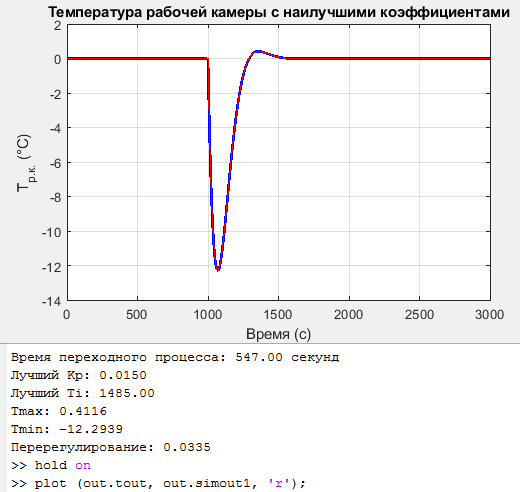 Температура рабочей камеры с наилучшими коэффициентами
2
0
-2
-4
-6
-8
-10
-12
-14
T р.к. (°C)
0 500 1000 1500 2000 2500 3000
Время (с)
Время переходного процесса: 547.00 секунд
Лучший Kp: 0.0150
Лучший Ti: 1485.00
Tmax: 0.4116
Tmin: -12.2939
Перерегулирование: 0.0335
>> hold on
>> plot (out.tout, out.simout1, 'r');